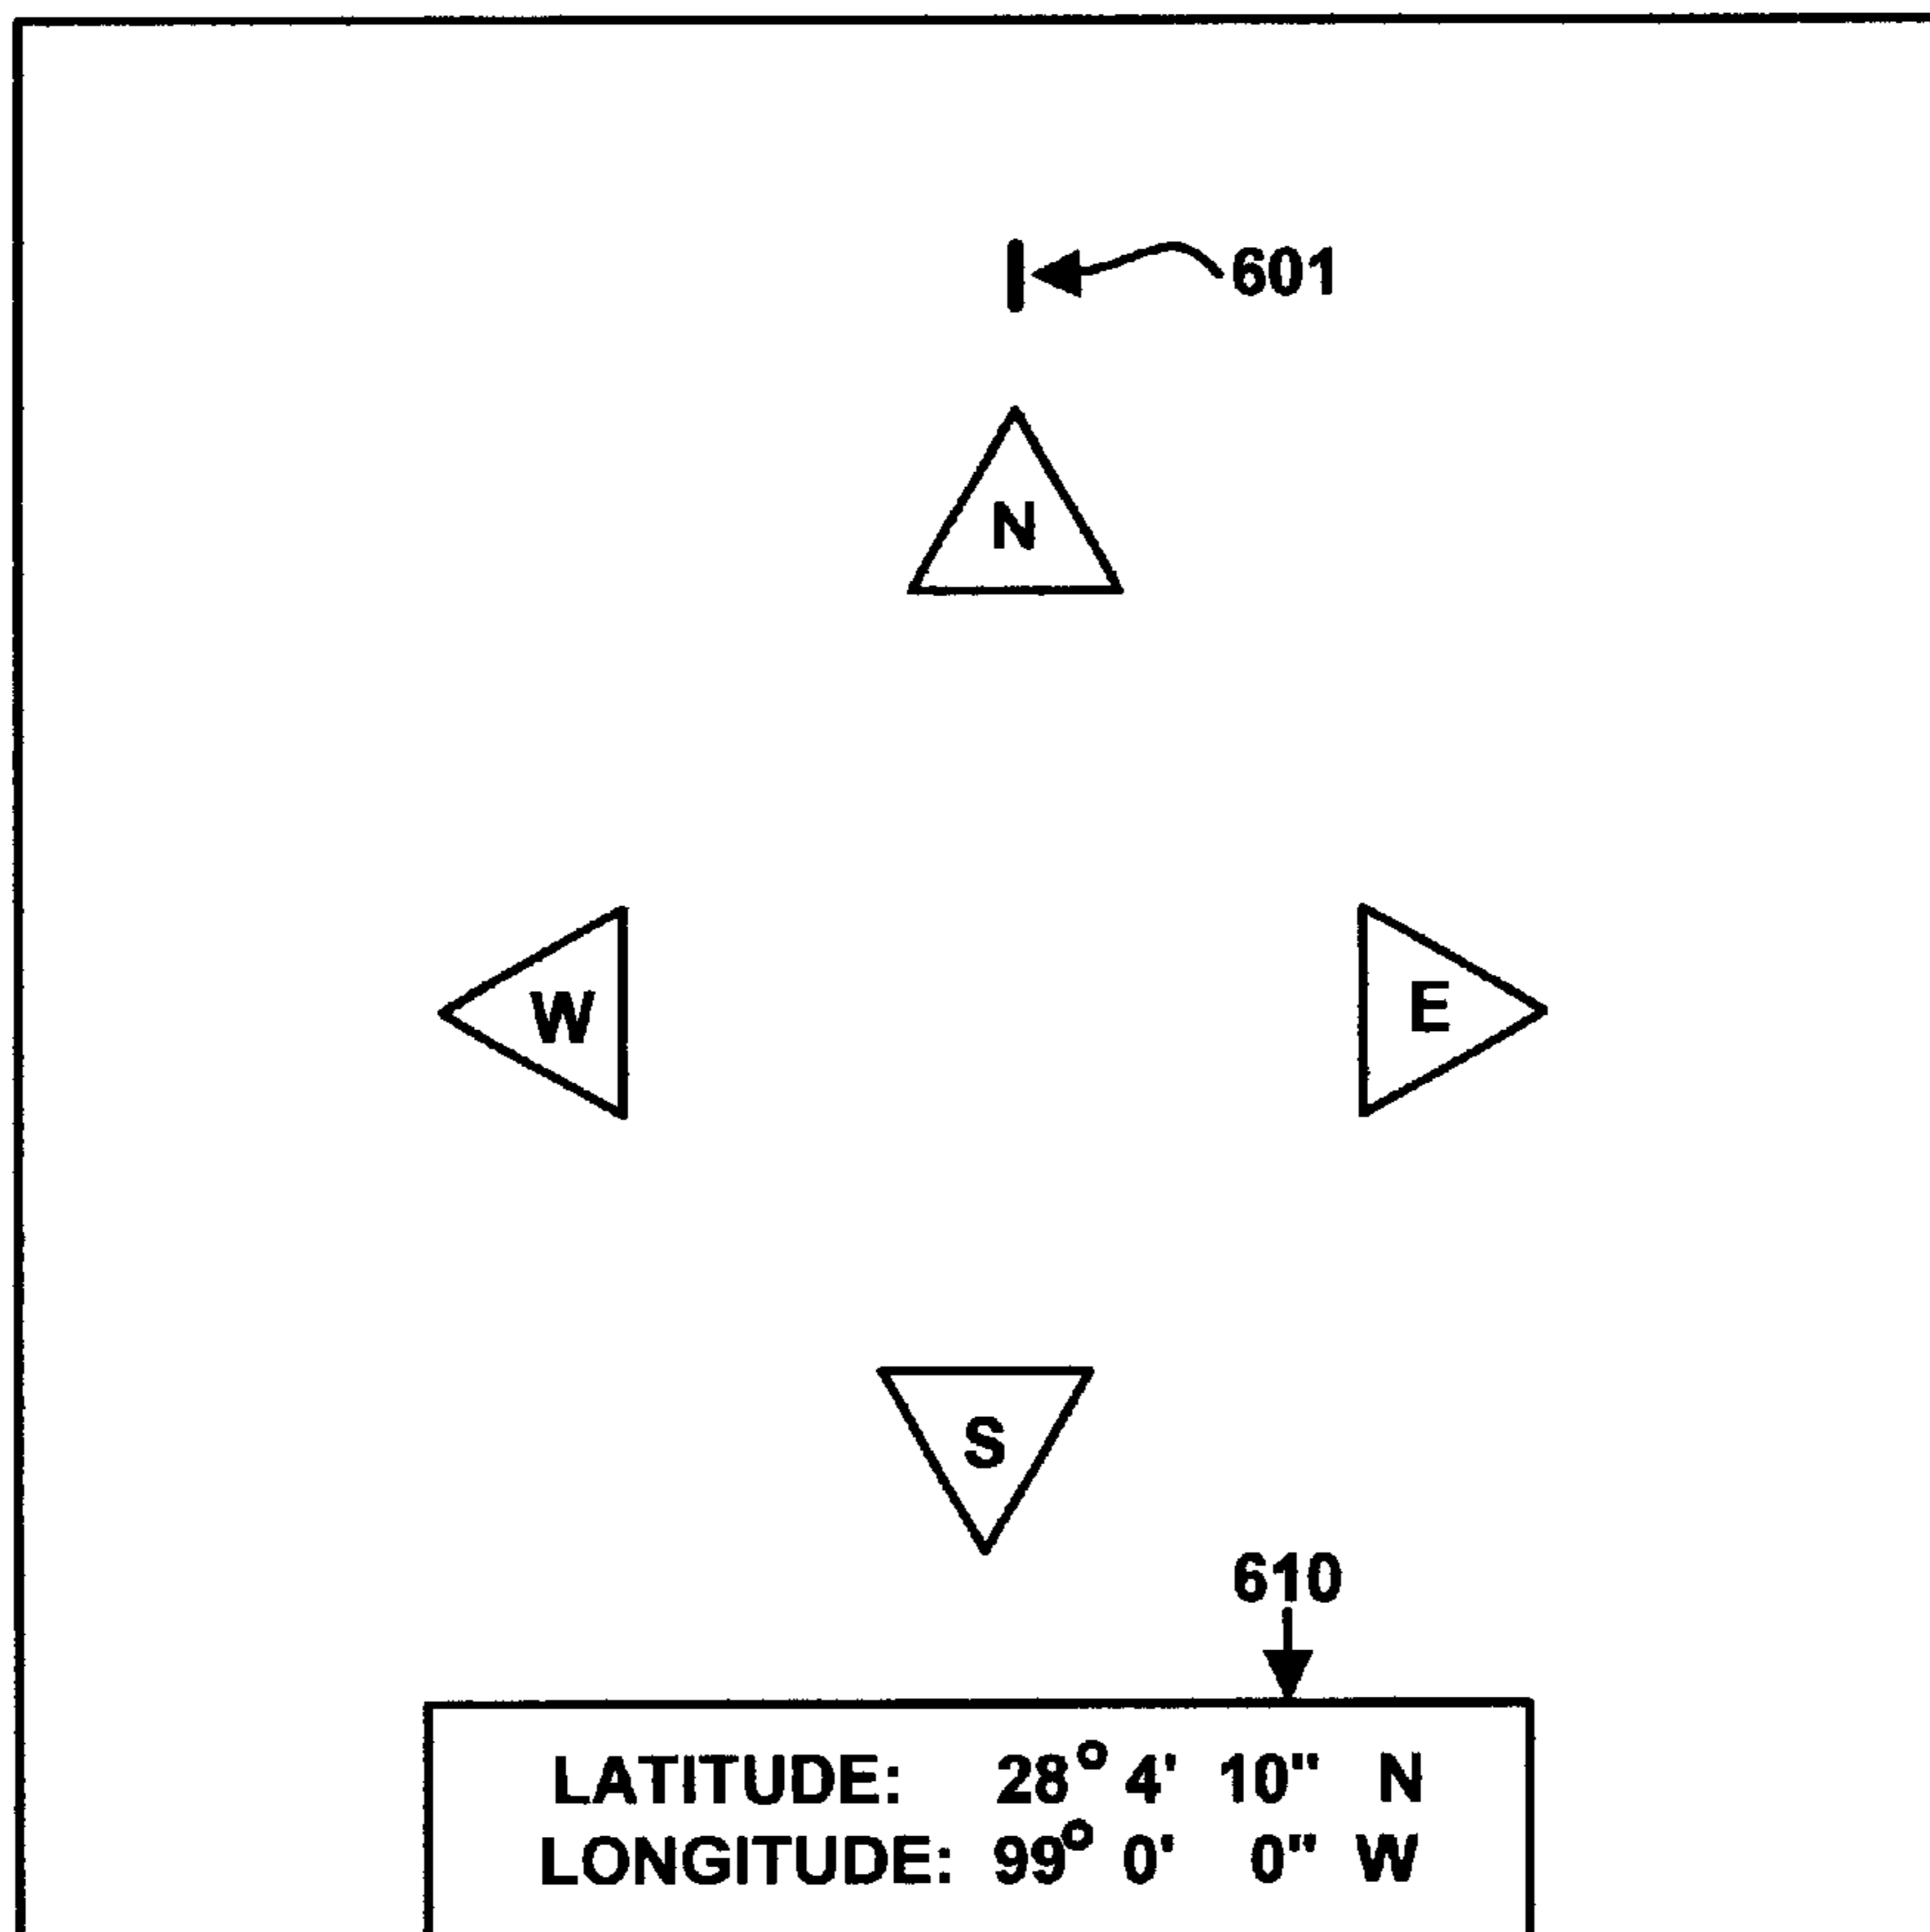 601
N
W
E
S
610
LATITUDE: 28° 4' 10" N
LONGITUDE: 99° 0' 0" W